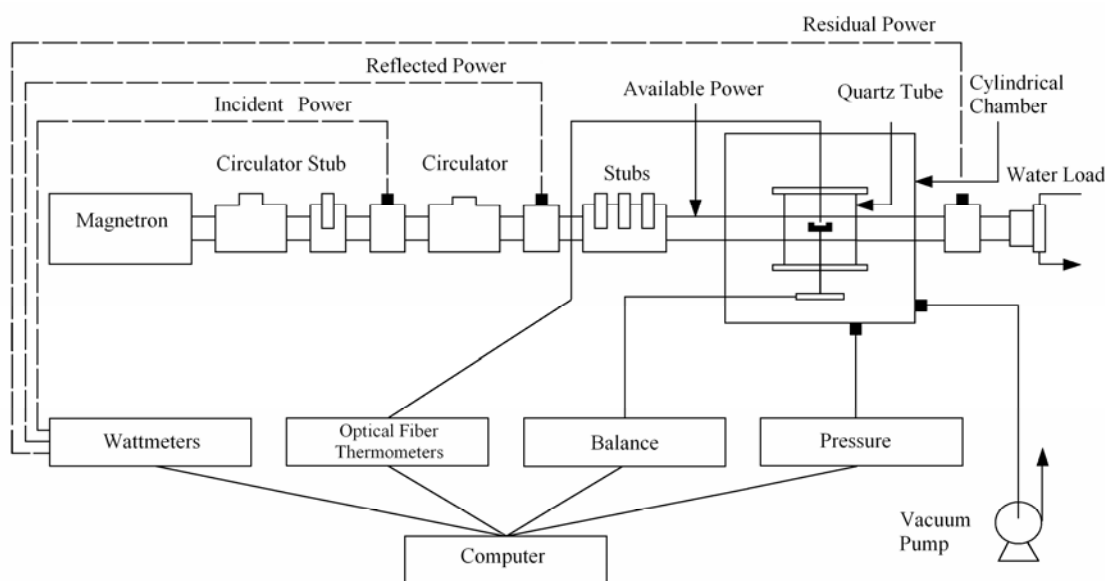 Residual Power
Reflected Power
Incident Power
Available Power
Quartz Tube
Cylindrical
Chamber
Circulator Stub
Circulator
Stubs
Water Load
Magnetron
Wattmeters
Optical Fiber
Thermometers
Balance
Pressure
Vacuum
Pump
Computer